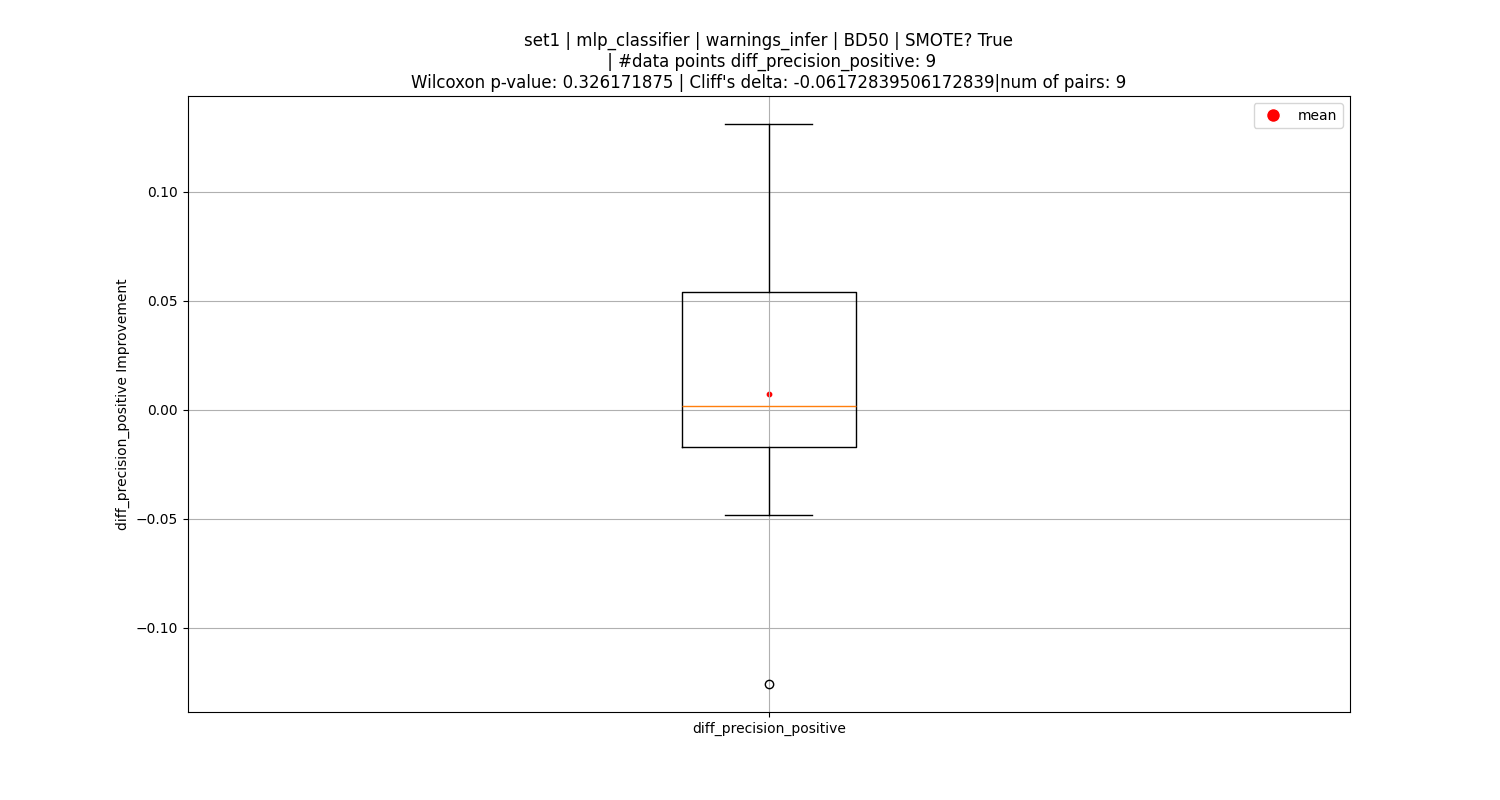 set1 | mlp_classifier | warnings_infer | BD50 | SMOTE? True
| #data points diff_precision_positive: 9
Wilcoxon p-value: 0.326171875 | Cliff's delta: -0.06172839506172839|num of pairs: 9
mean
0.10
0.05
0.00
−0.05
−0.10
diff_precision_positive Improvement
diff_precision_positive